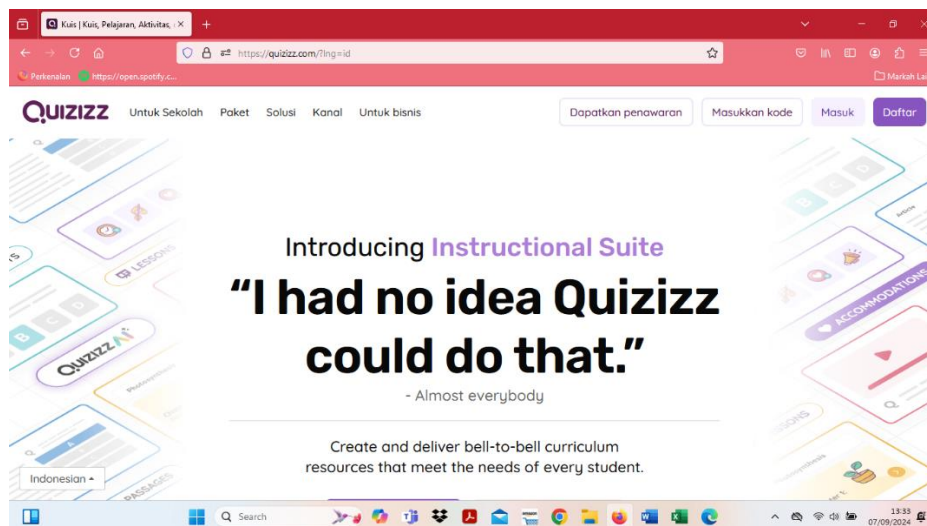 Kuis | Kuis, Pelajaran, Aktivitas,
https://quizizz.com/?lng=id
Perkenalan https://open.spotify.c...
Markah Lai
QUIZIZZ Untuk Sekolah Paket Solusi Kanal Untuk bisnis Dapatkan penawaran Masukkan kode Masuk Daftar
Article
B C D
LESSONS
Introducing Instructional Suite
ACCOMMODATIONS
“I had no idea Quizizz
could do that.”
B C D
QUIZIZZ AI
- Almost everybody
Create and deliver bell-to-bell curriculum
resources that meet the needs of every student.
Indonesian
PASSAGES
Search
13:33
07/09/2024